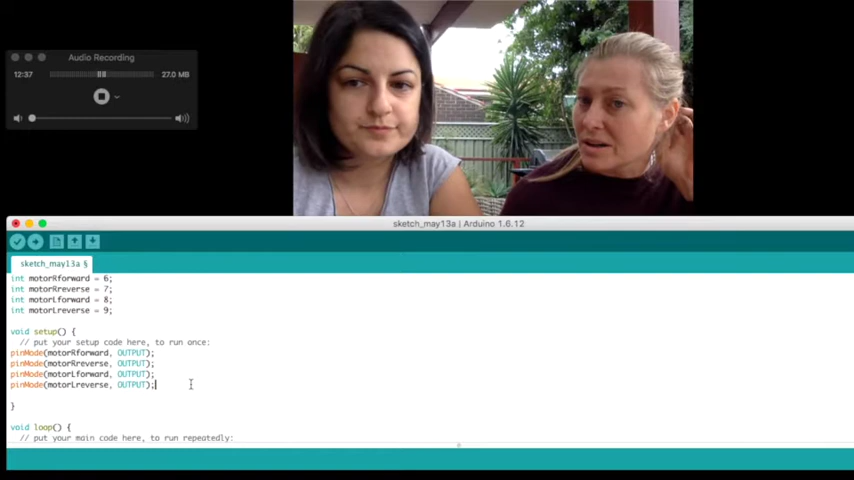 Audio Recording
12:37
27.0 MB
sketch_may13a | Arduino 1.6.12
sketch_may13a §
int motorRforward = 6;
int motorRreverse = 7;
int motorLforward = 8;
int motorLreverse = 9;
void setup() {
// put your setup code here, to run once:
pinMode(motorRforward, OUTPUT);
pinMode(motorRreverse, OUTPUT);
pinMode(motorLforward, OUTPUT);
pinMode(motorLreverse, OUTPUT);
}
void loop() {
// put your main code here, to run repeatedly: